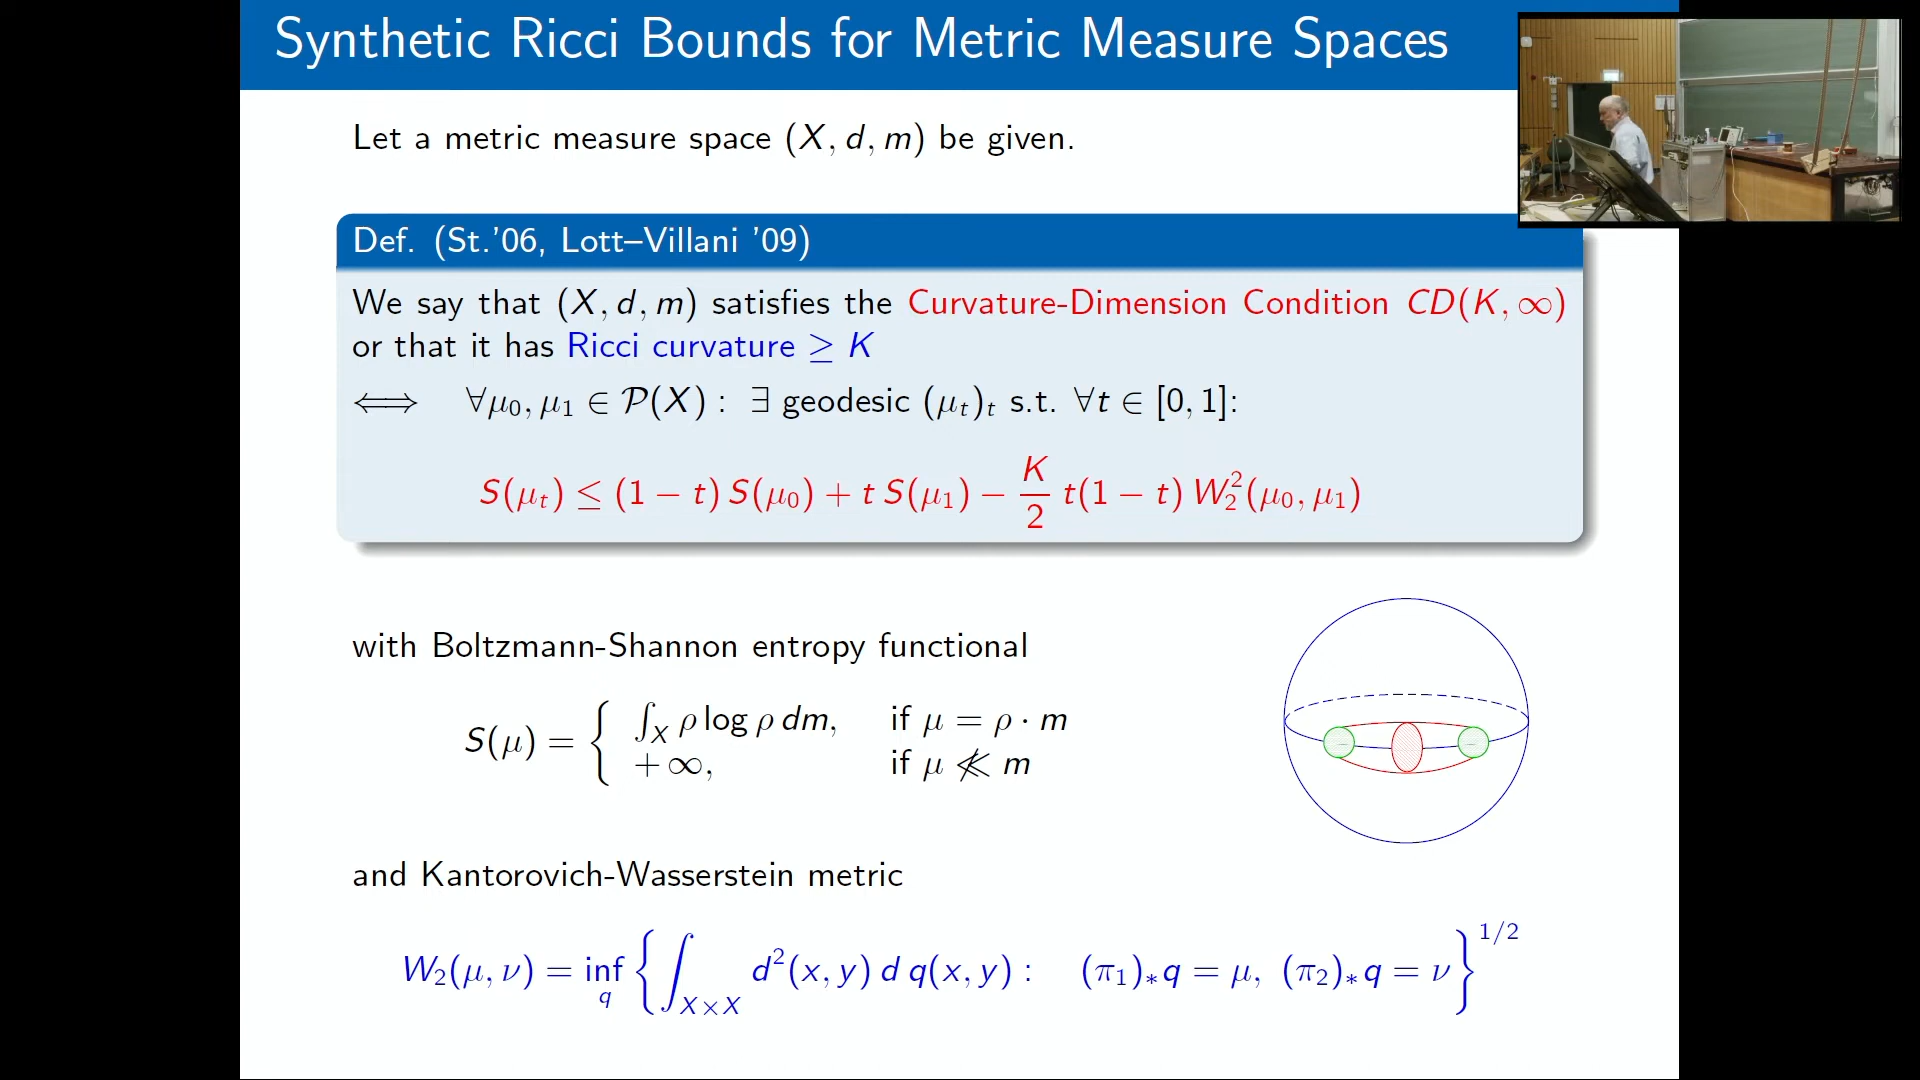 Synthetic Ricci Bounds for Metric Measure Spaces
Let a metric measure space (X, d, m) be given.
Def. (St.'06, Lott–Villani '09)
We say that (X, d, m) satisfies the Curvature-Dimension Condition CD(K, ∞)
or that it has Ricci curvature ≥ K
⟺ ∀μ₀, μ₁ ∈ 𝒫(X) : ∃ geodesic (μₜ)ₜ s.t. ∀t ∈ [0, 1]:
S(μₜ) ≤ (1 − t) S(μ₀) + t S(μ₁) − K/2 t(1 − t) W₂²(μ₀, μ₁)
with Boltzmann-Shannon entropy functional
S(μ) = { ∫_X ρ log ρ dm, if μ = ρ · m
+ ∞, if μ ≪̸ m
and Kantorovich-Wasserstein metric
W₂(μ, ν) = inf_q { ∫_{X×X} d²(x, y) d q(x, y) : (π₁)₊q = μ, (π₂)₊q = ν }^{1/2}